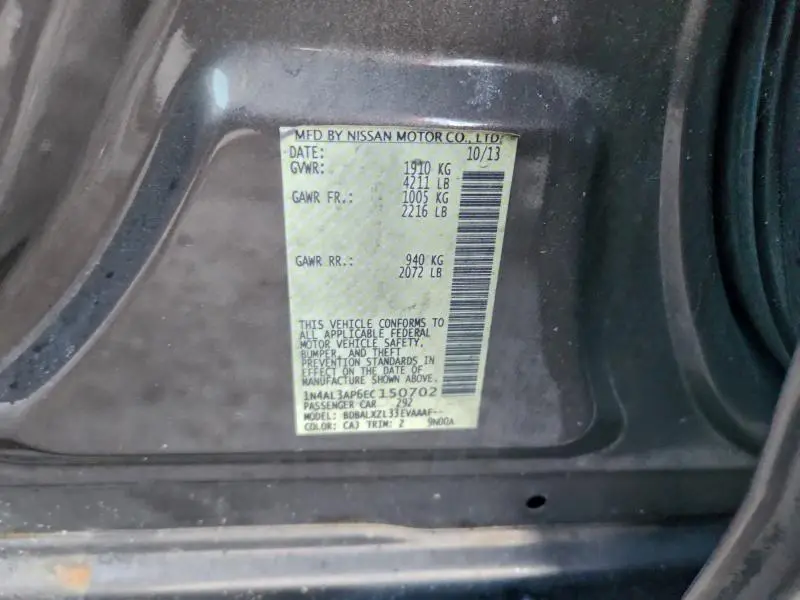 MFD BY NISSAN MOTOR CO., LTD.
DATE: 10/13
GVWR: 1910 KG
4211 LB
GAWR FR.: 1005 KG
2216 LB
GAWR RR.: 940 KG
2072 LB
THIS VEHICLE CONFORMS TO
ALL APPLICABLE FEDERAL
MOTOR VEHICLE SAFETY,
BUMPER, AND THEFT
PREVENTION STANDARDS IN
EFFECT ON THE DATE OF
MANUFACTURE SHOWN ABOVE.
1N4AL3AP6EC150702
PASSENGER CAR 292
MODEL: BDBALXZL33EVAAAF--
COLOR: CAJ TRIM: Z 9N00A